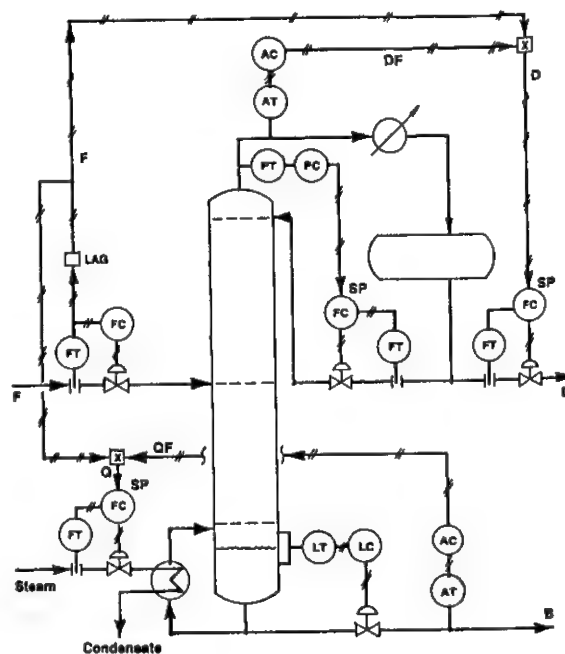 AC
X
DF
D
AT
F
PT
PC
LAG
SP
SP
FC
FC
FC
FT
FT
FT
F
QF
X
Q
SP
FC
FT
LT
LC
AC
AT
Steam
B
Condensate